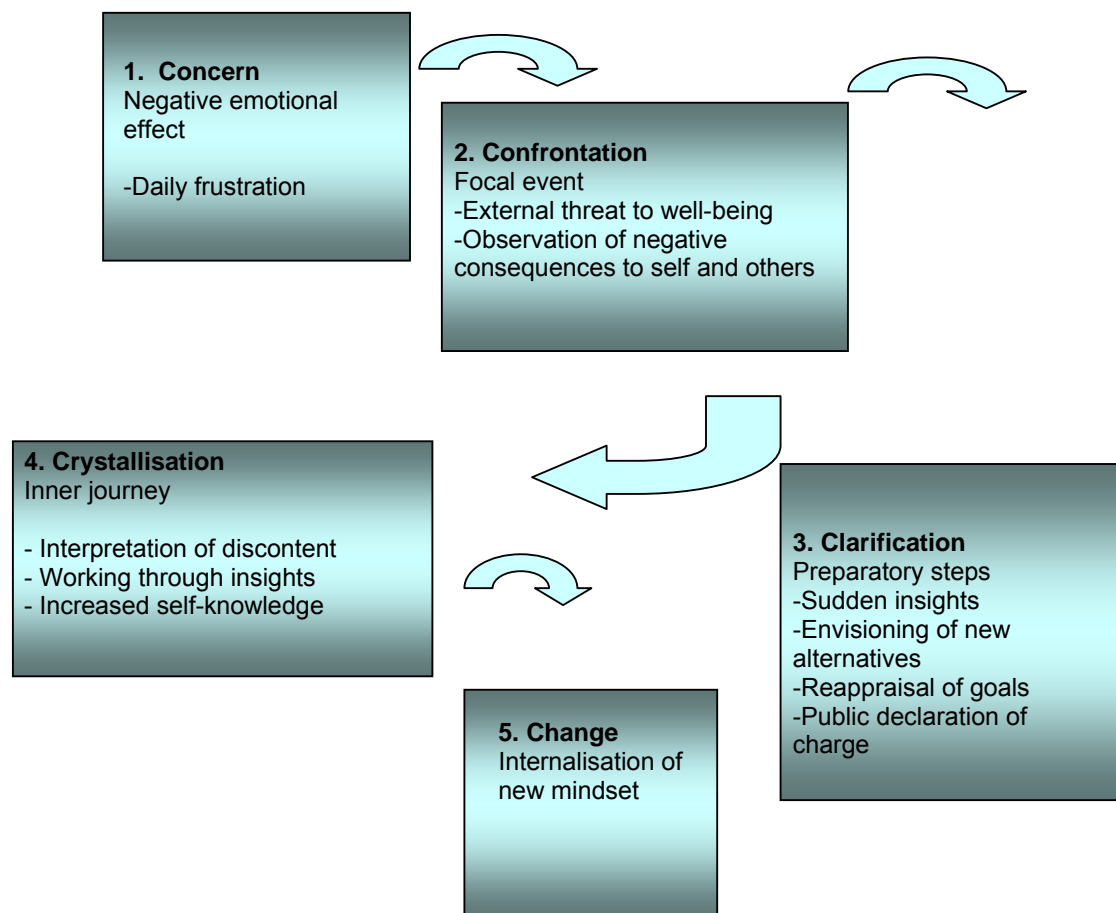 1. Concern
Negative emotional
effect
-Daily frustration
2. Confrontation
Focal event
-External threat to well-being
-Observation of negative
consequences to self and others
3. Clarification
Preparatory steps
-Sudden insights
-Envisioning of new
alternatives
-Reappraisal of goals
-Public declaration of
charge
4. Crystallisation
Inner journey
- Interpretation of discontent
- Working through insights
- Increased self-knowledge
5. Change
Internalisation of
new mindset